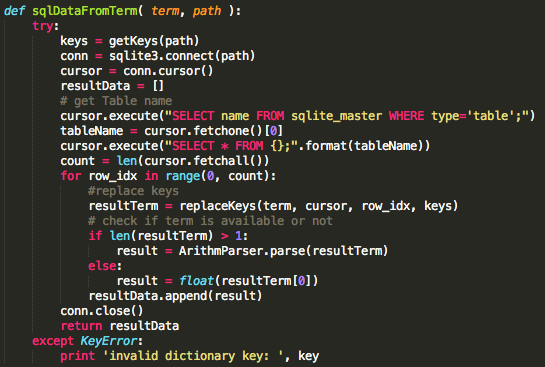 def sqlDataFromTerm( term, path ):
    try:
        keys = getKeys(path)
        conn = sqlite3.connect(path)
        cursor = conn.cursor()
        resultData = []
        # get Table name
        cursor.execute("SELECT name FROM sqlite_master WHERE type='table';")
        tableName = cursor.fetchone()[0]
        cursor.execute("SELECT * FROM {};".format(tableName))
        count = len(cursor.fetchall())
        for row_idx in range(0, count):
            #replace keys
            resultTerm = replaceKeys(term, cursor, row_idx, keys)
            # check if term is available or not
            if len(resultTerm) > 1:
                result = ArithmParser.parse(resultTerm)
            else:
                result = float(resultTerm[0])
            resultData.append(result)
        conn.close()
        return resultData
    except KeyError:
        print 'invalid dictionary key: ', key